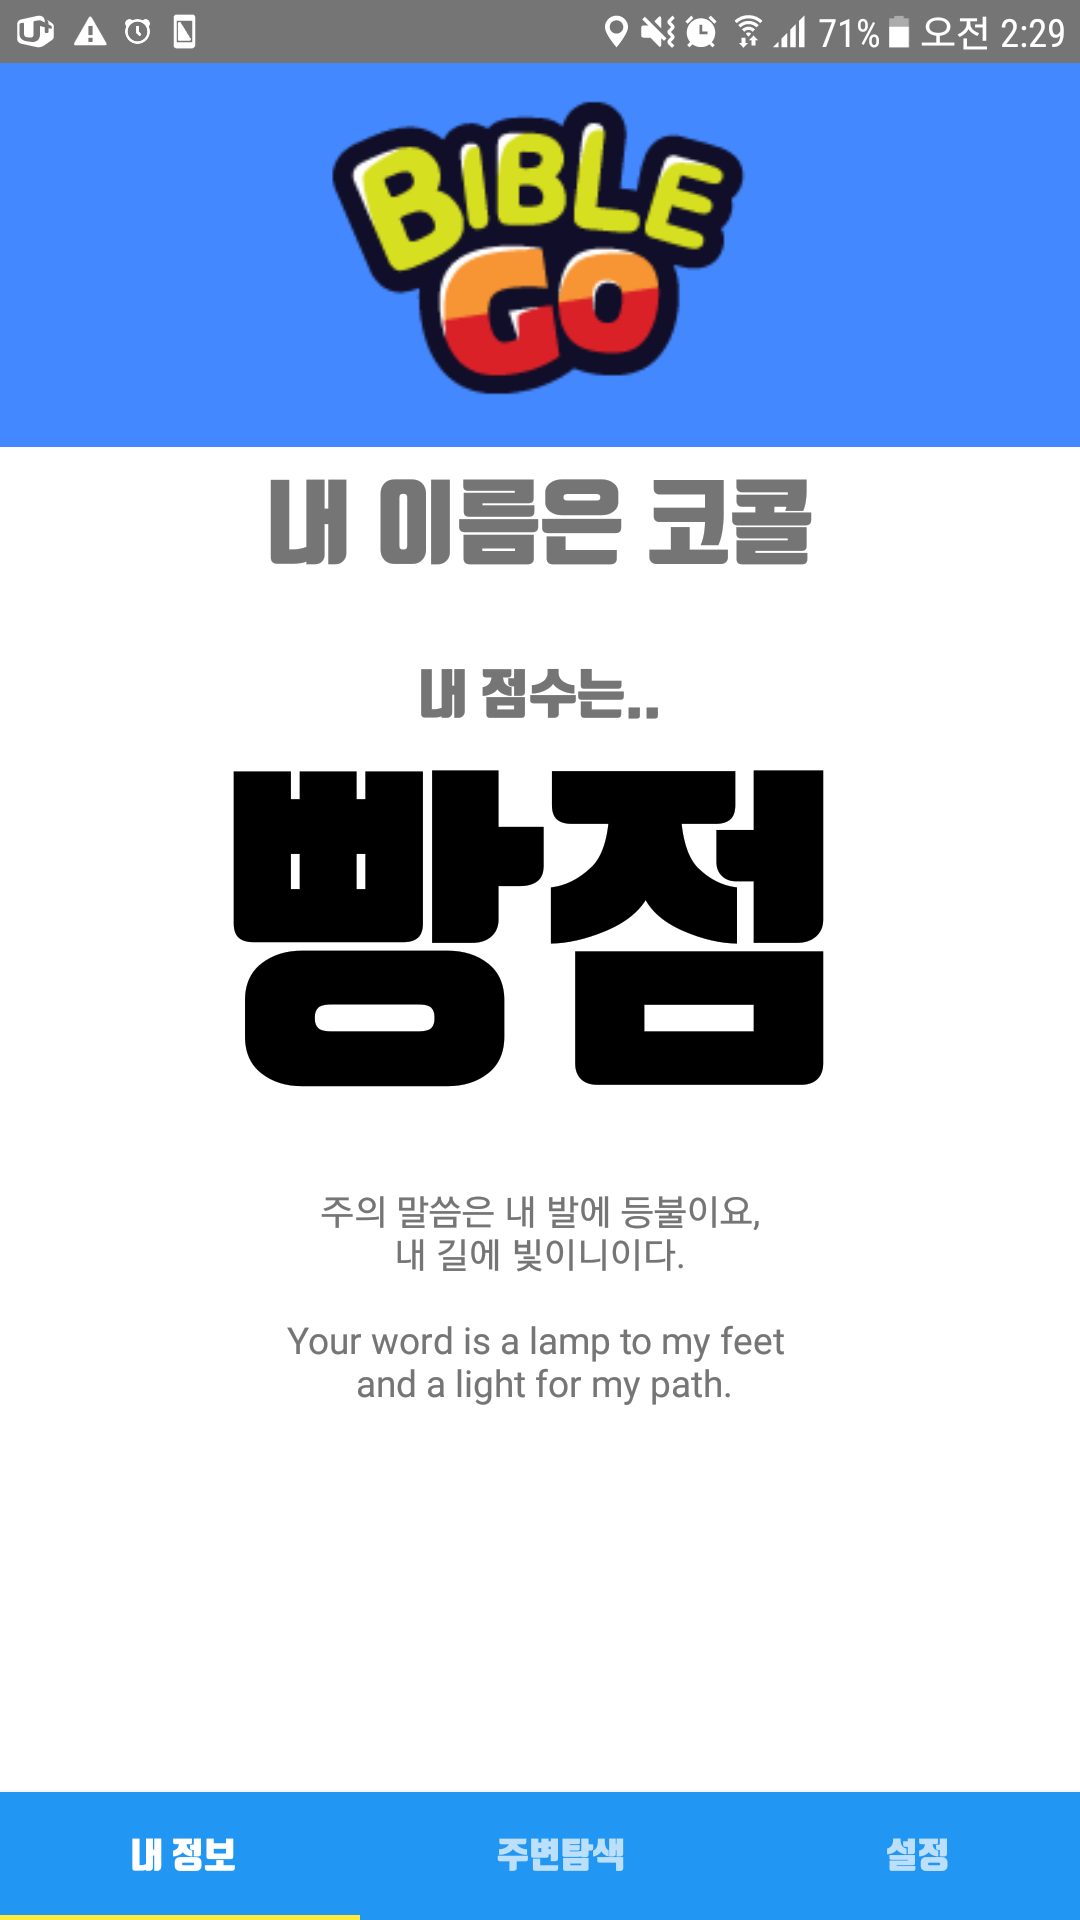 71% 오전 2:29
BIBLE
GO
내 이름은 코콜
내 점수는..
빵점
주의 말씀은 내 발에 등불이요,
내 길에 빛이니이다.
Your word is a lamp to my feet
and a light for my path.
내 정보 주변탐색 설정